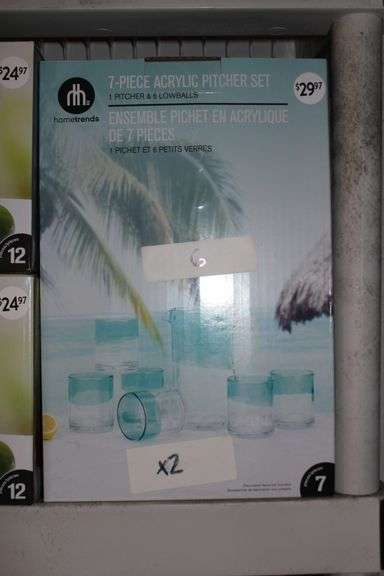 $24.97
12
$24.97
12
hometrends
7-PIECE ACRYLIC PITCHER SET
1 PITCHER & 6 LOWBALLS
ENSEMBLE PICHET EN ACRYLIQUE
DE 7 PIÈCES
1 PICHET ET 6 PETITS VERRES
$29.97
6
x2
7